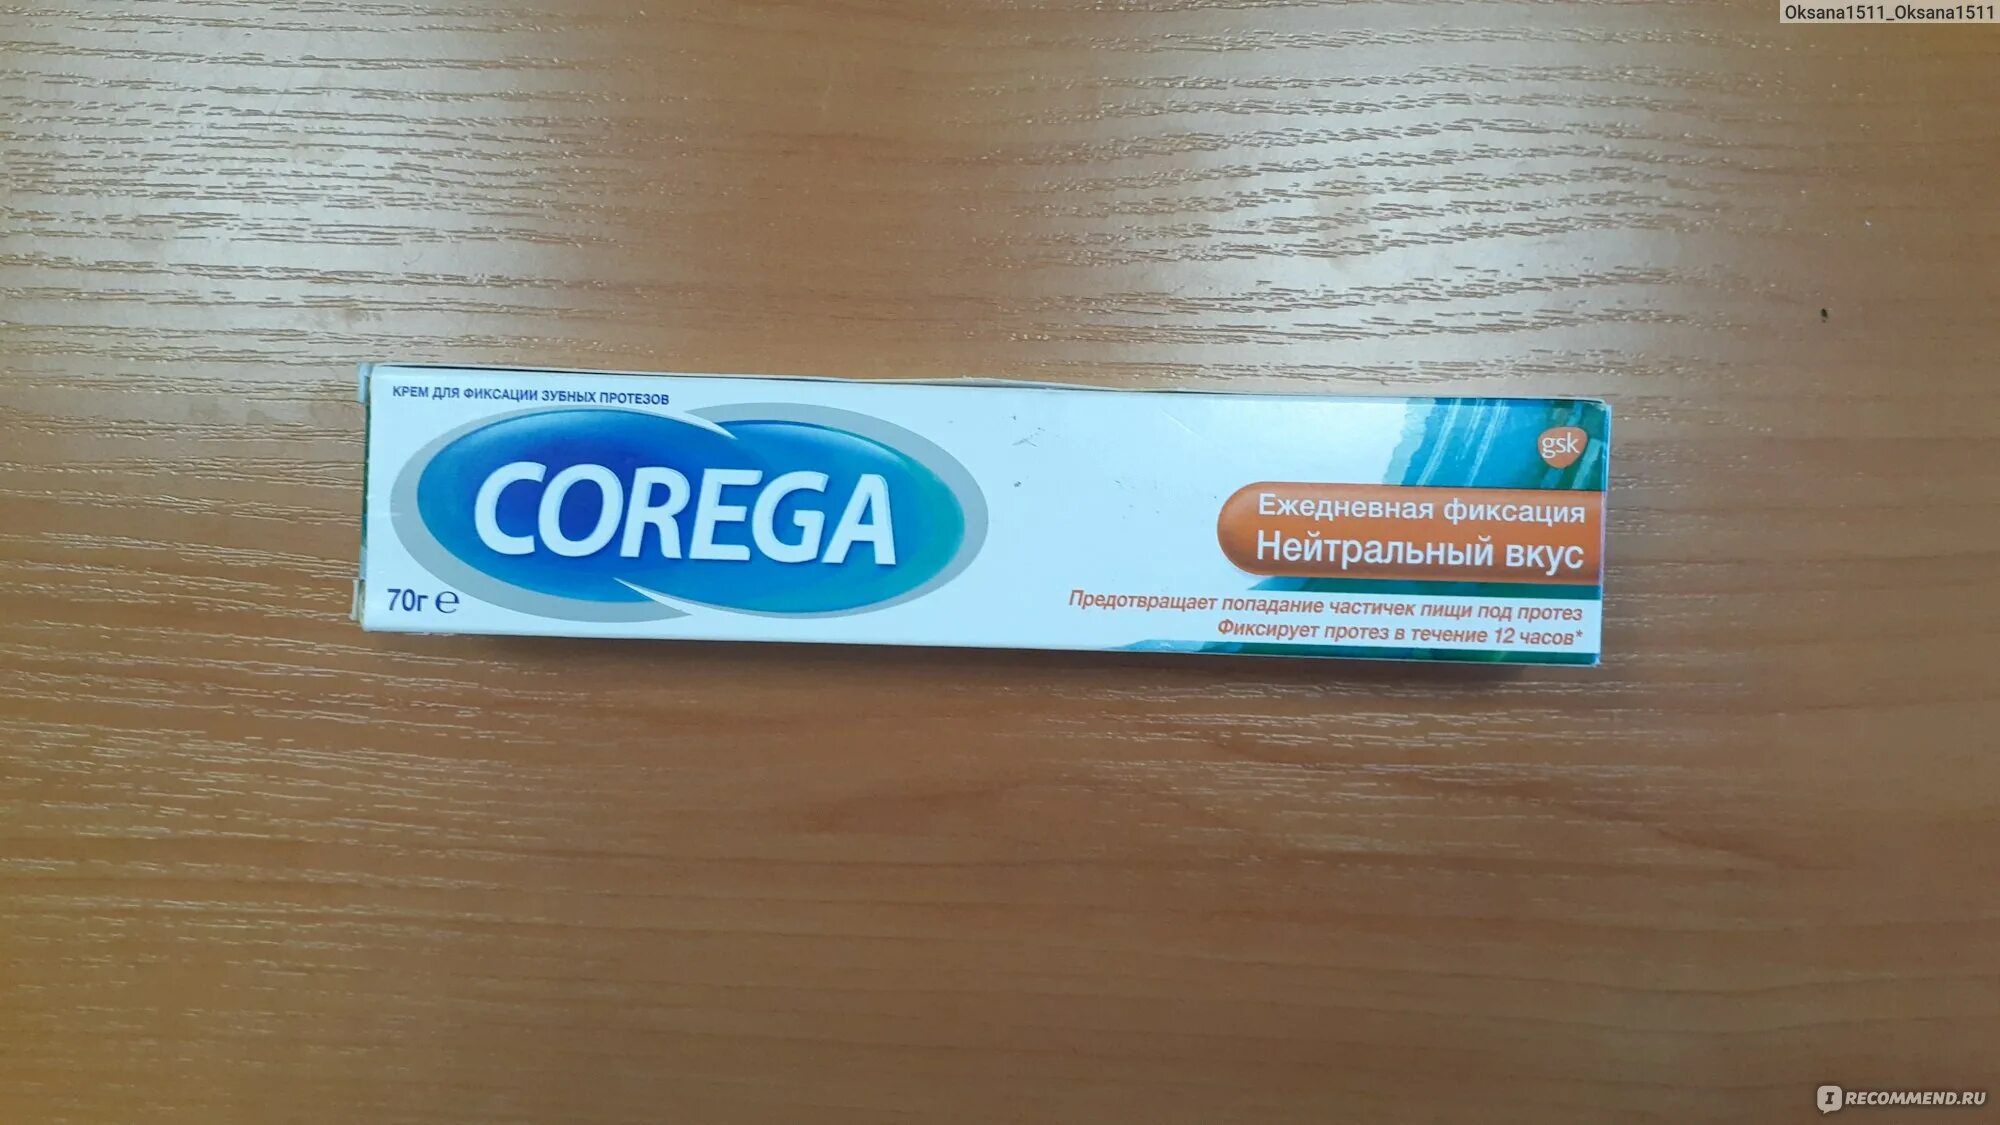 Oksana1511_Oksana1511
КРЕМ ДЛЯ ФИКСАЦИИ ЗУБНЫХ ПРОТЕЗОВ
COREGA
70г e
gsk
Ежедневная фиксация
Нейтральный вкус
Предотвращает попадание частичек пищи под протез
Фиксирует протез в течение 12 часов*
I RECOMMEND.RU